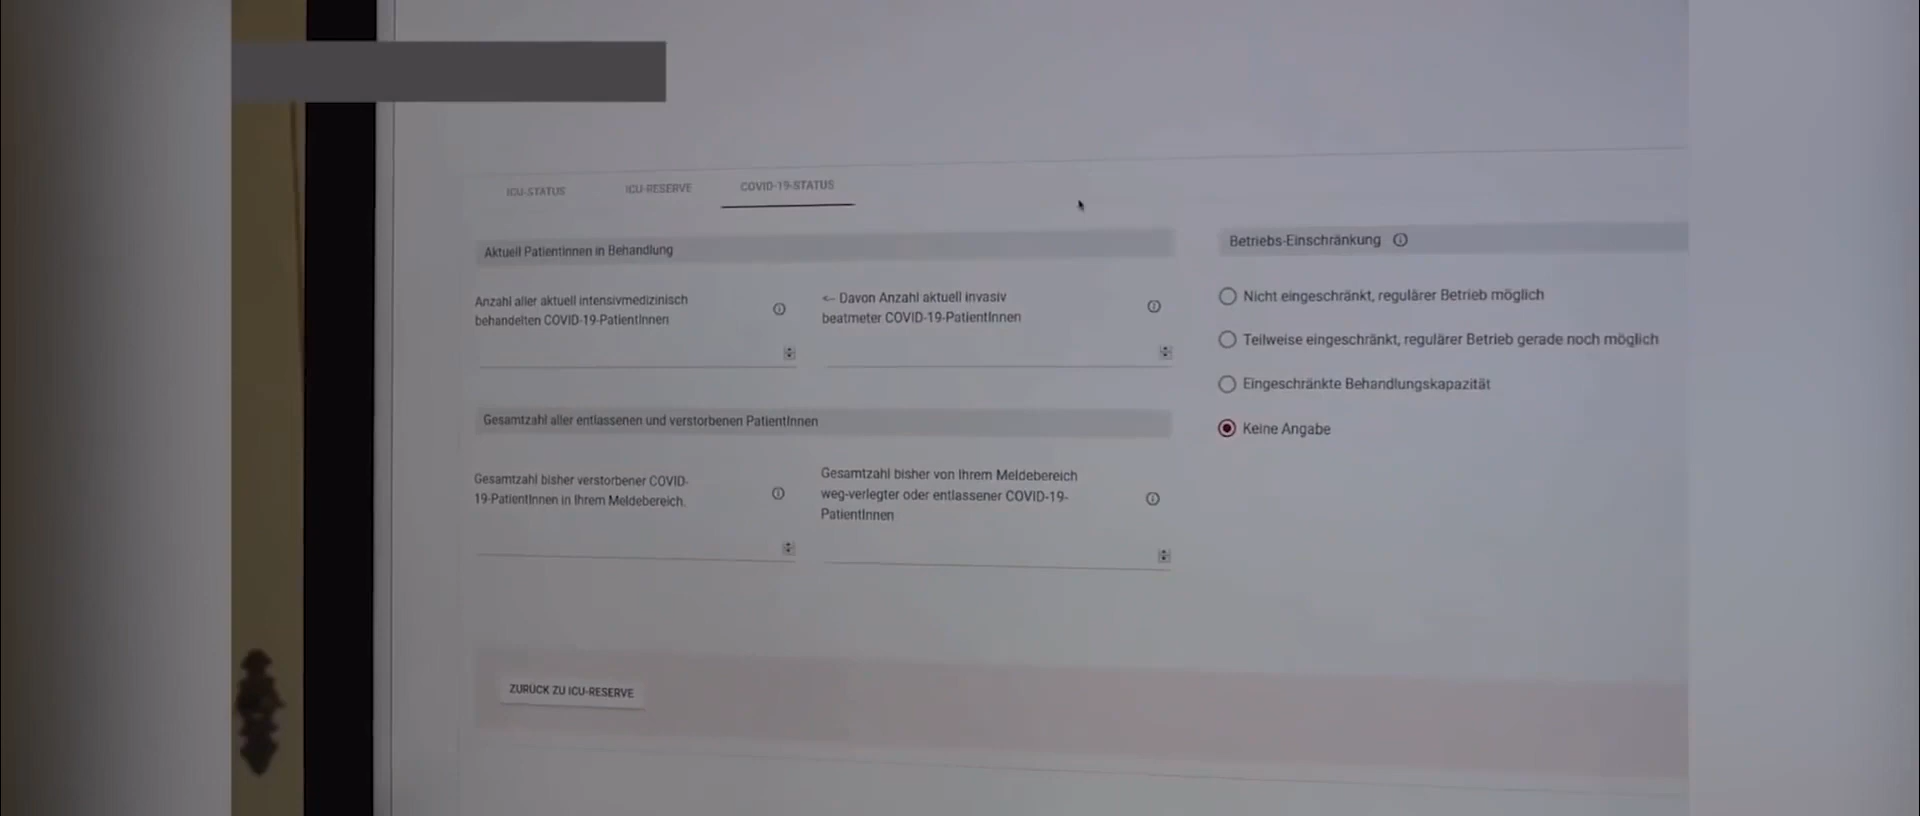 ICU-STATUS
ICU-RESERVE
COVID-19-STATUS
Aktuell PatientInnen in Behandlung
Anzahl aller aktuell intensivmedizinisch
behandelten COVID-19-PatientInnen
<-- Davon Anzahl aktuell invasiv
beatmeter COVID-19-PatientInnen
Gesamtzahl aller entlassenen und verstorbenen PatientInnen
Gesamtzahl bisher verstorbener COVID-
19-PatientInnen in Ihrem Meldebereich.
Gesamtzahl bisher von Ihrem Meldebereich
weg-verlegter oder entlassener COVID-19-
PatientInnen
Betriebs-Einschränkung
Nicht eingeschränkt, regulärer Betrieb möglich
Teilweise eingeschränkt, regulärer Betrieb gerade noch möglich
Eingeschränkte Behandlungskapazität
Keine Angabe
ZURÜCK ZU ICU-RESERVE